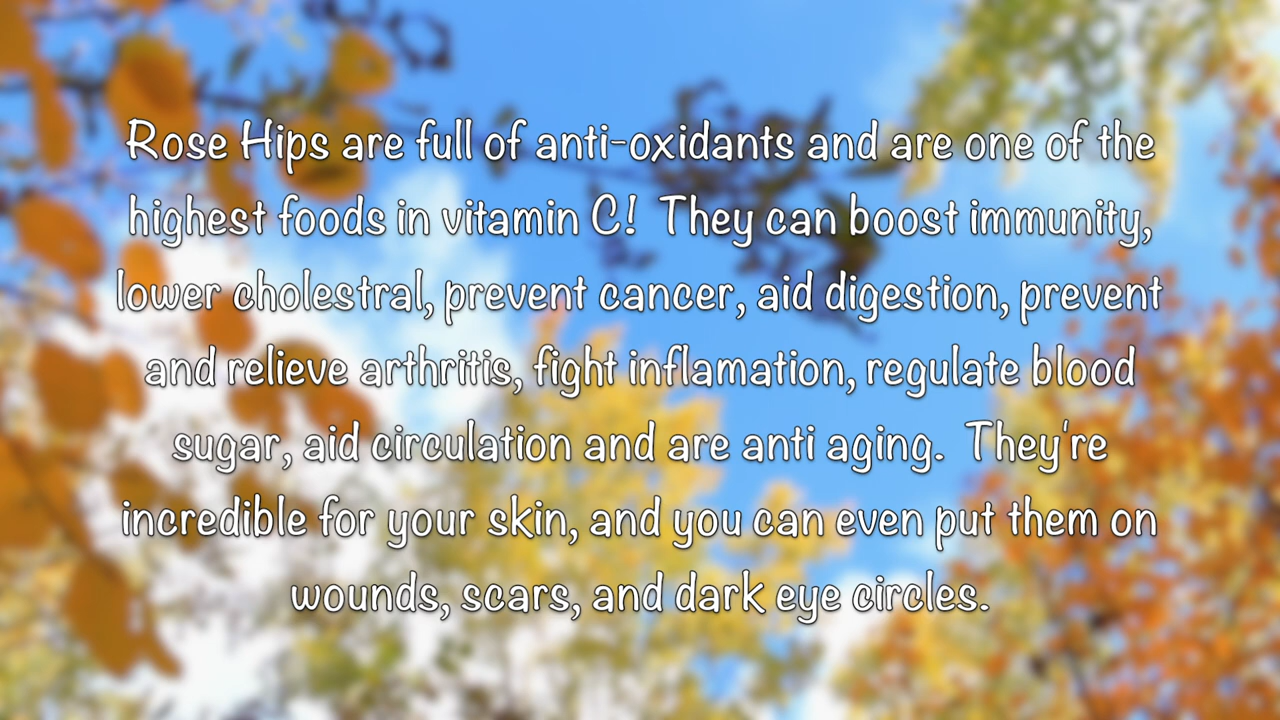 Rose Hips are full of anti-oxidants and are one of the
highest foods in vitamin C!  They can boost immunity,
lower cholestral, prevent cancer, aid digestion, prevent
and relieve arthritis, fight inflamation, regulate blood
sugar, aid circulation and are anti aging.  They're
incredible for your skin, and you can even put them on
wounds, scars, and dark eye circles.